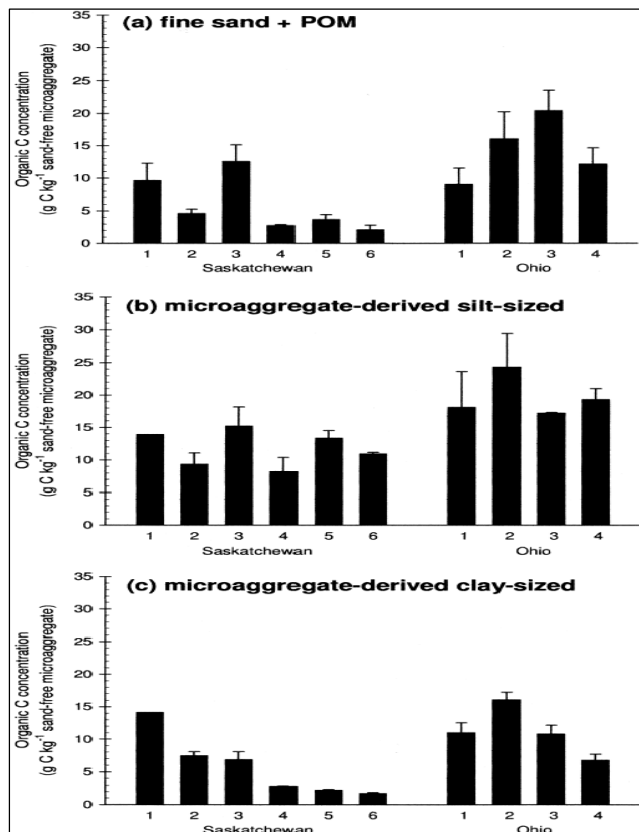 (a) fine sand + POM
Organic C concentration
(g C kg⁻¹ sand-free microaggregate)
35
30
25
20
15
10
5
0
1 2 3 4 5 6 1 2 3 4
Saskatchewan Ohio
(b) microaggregate-derived silt-sized
Organic C concentration
(g C kg⁻¹ sand-free microaggregate)
35
30
25
20
15
10
5
0
1 2 3 4 5 6 1 2 3 4
Saskatchewan Ohio
(c) microaggregate-derived clay-sized
Organic C concentration
(g C kg⁻¹ sand-free microaggregate)
35
30
25
20
15
10
5
0
1 2 3 4 5 6 1 2 3 4
Saskatchewan Ohio